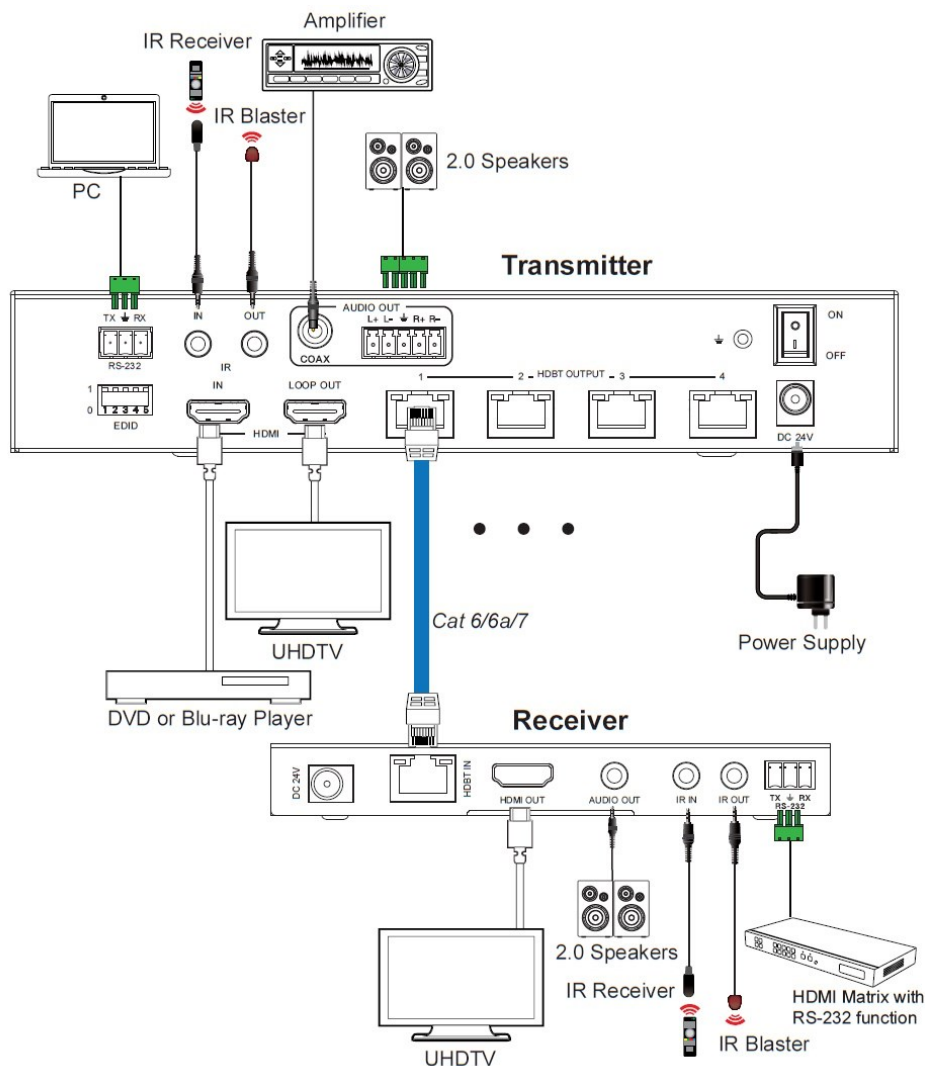 Amplifier
IR Receiver
IR Blaster
PC
2.0 Speakers
Transmitter
TX RX
RS-232
IN
OUT
IR
AUDIO OUT
L+ L- R+ R-
COAX
ON
OFF
1
0
1 2 3 4 5
EDID
IN
LOOP OUT
HDMI
1 2 HDBT OUTPUT 3 4
DC 24V
UHDTV
DVD or Blu-ray Player
Cat 6/6a/7
Power Supply
Receiver
DC 24V
HDBT IN
HDMI OUT
AUDIO OUT
IR IN
IR OUT
TX RX
RS-232
UHDTV
2.0 Speakers
IR Receiver
IR Blaster
HDMI Matrix with
RS-232 function